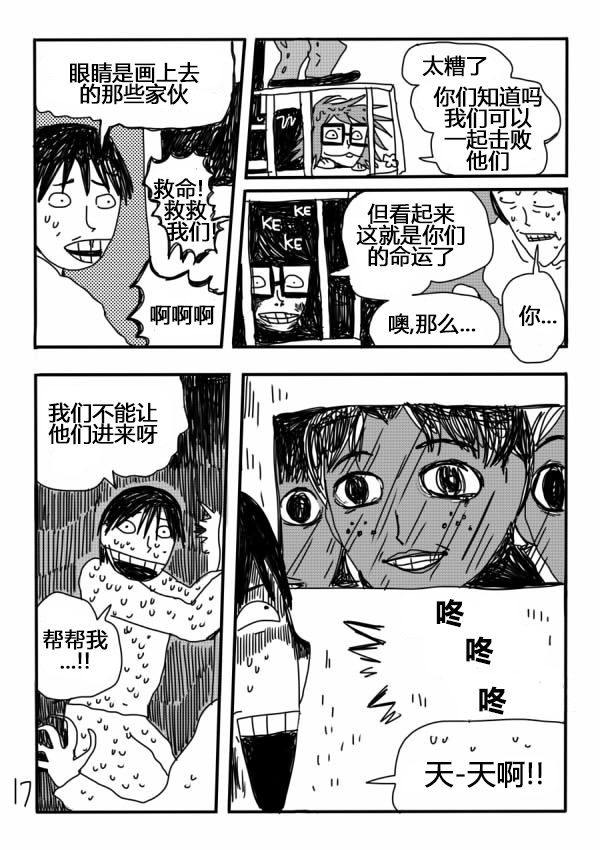 太糟了
你们知道吗
我们可以
一起击败
他们
但看起来
这就是你们
的命运了
你...
噢,那么...
KE
KE
KE
眼睛是画上去
的那些家伙
救命!
救救
我们
啊啊啊
咚
咚
咚
天-天啊!!
我们不能让
他们进来呀
帮帮我
...!!
17